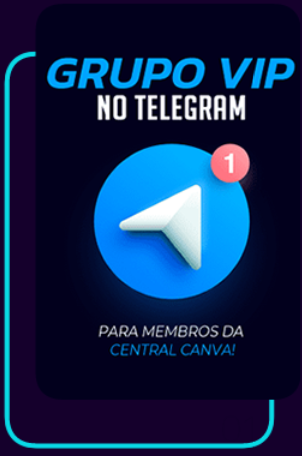 GRUPO VIP
NO TELEGRAM
1
PARA MEMBROS DA
CENTRAL CANVA!